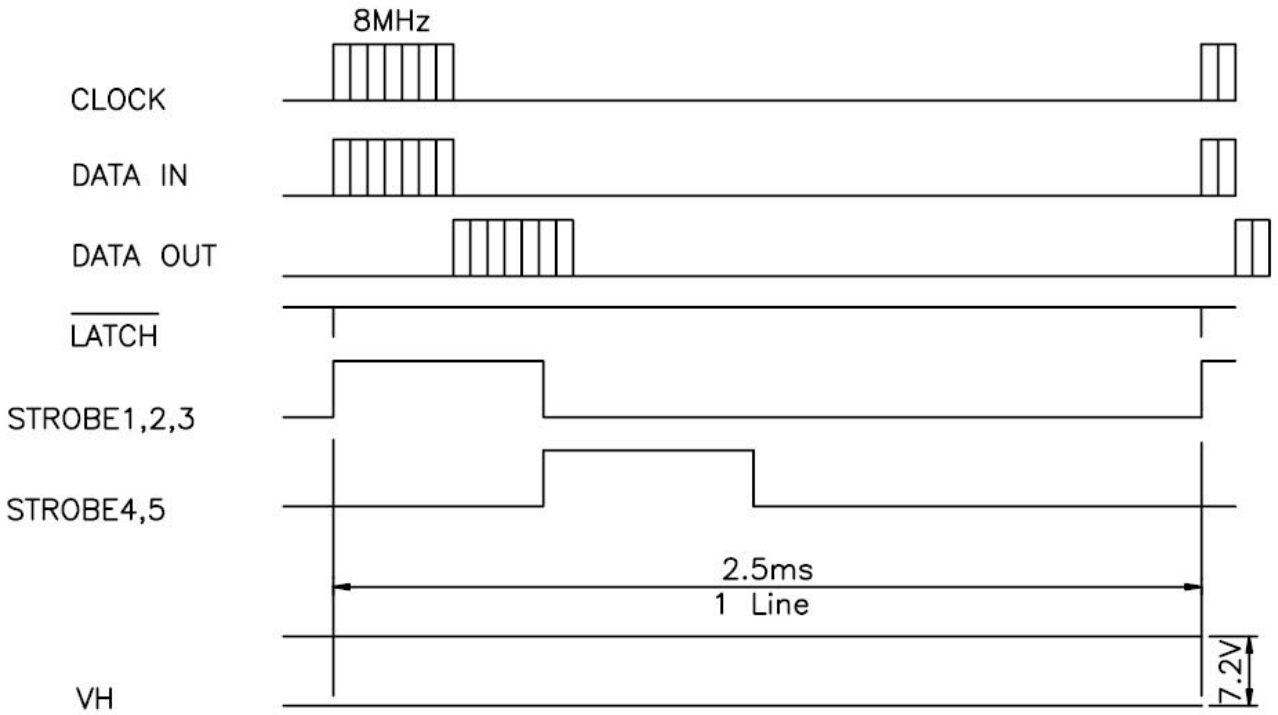 8MHz
CLOCK
DATA IN
DATA OUT
LATCH
STROBE1,2,3
STROBE4,5
2.5ms
1 Line
7.2V
VH